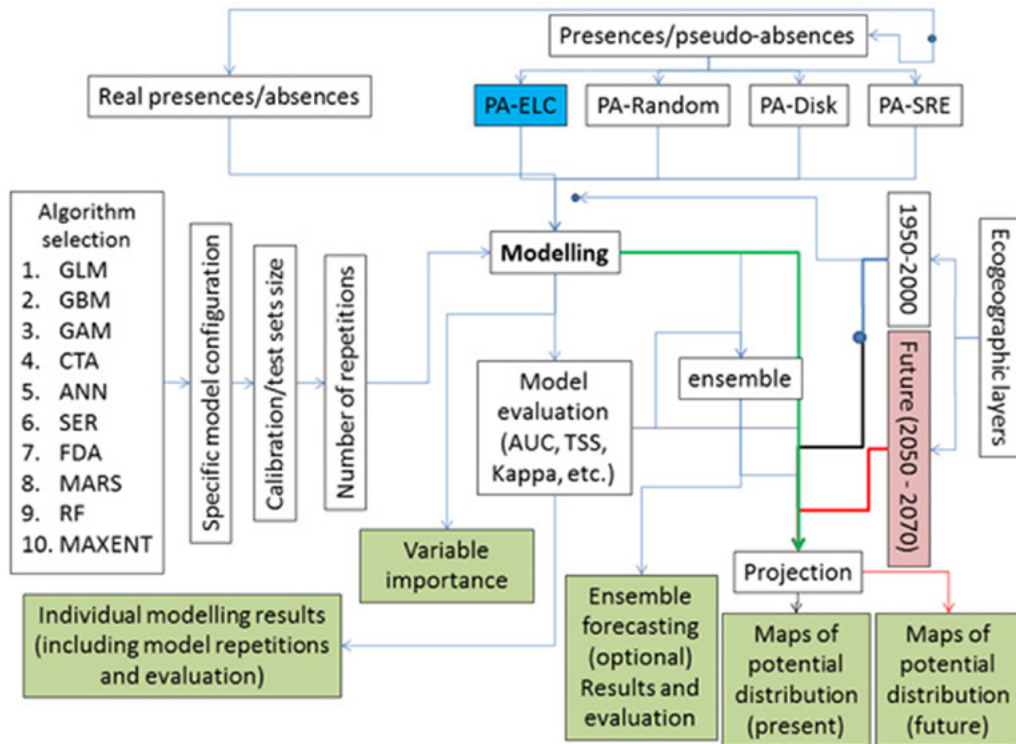 Presences/pseudo-absences
Real presences/absences
PA-ELC
PA-Random
PA-Disk
PA-SRE
Algorithm
selection
1. GLM
2. GBM
3. GAM
4. CTA
5. ANN
6. SER
7. FDA
8. MARS
9. RF
10. MAXENT
Specific model configuration
Calibration/test sets size
Number of repetitions
Modelling
1950-2000
Future (2050 - 2070)
Ecogeographic layers
ensemble
Model
evaluation
(AUC, TSS,
Kappa, etc.)
Variable
importance
Projection
Individual modelling results
(including model repetitions
and evaluation)
Ensemble
forecasting
(optional)
Results and
evaluation
Maps of
potential
distribution
(present)
Maps of
potential
distribution
(future)